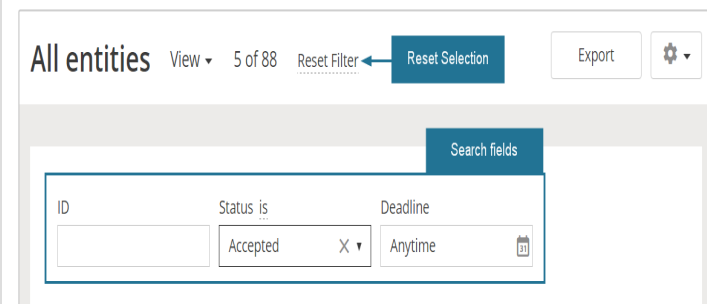 All entities View 5 of 88 Reset Filter Reset Selection Export
Search fields
ID Status is Deadline
Accepted Anytime 31